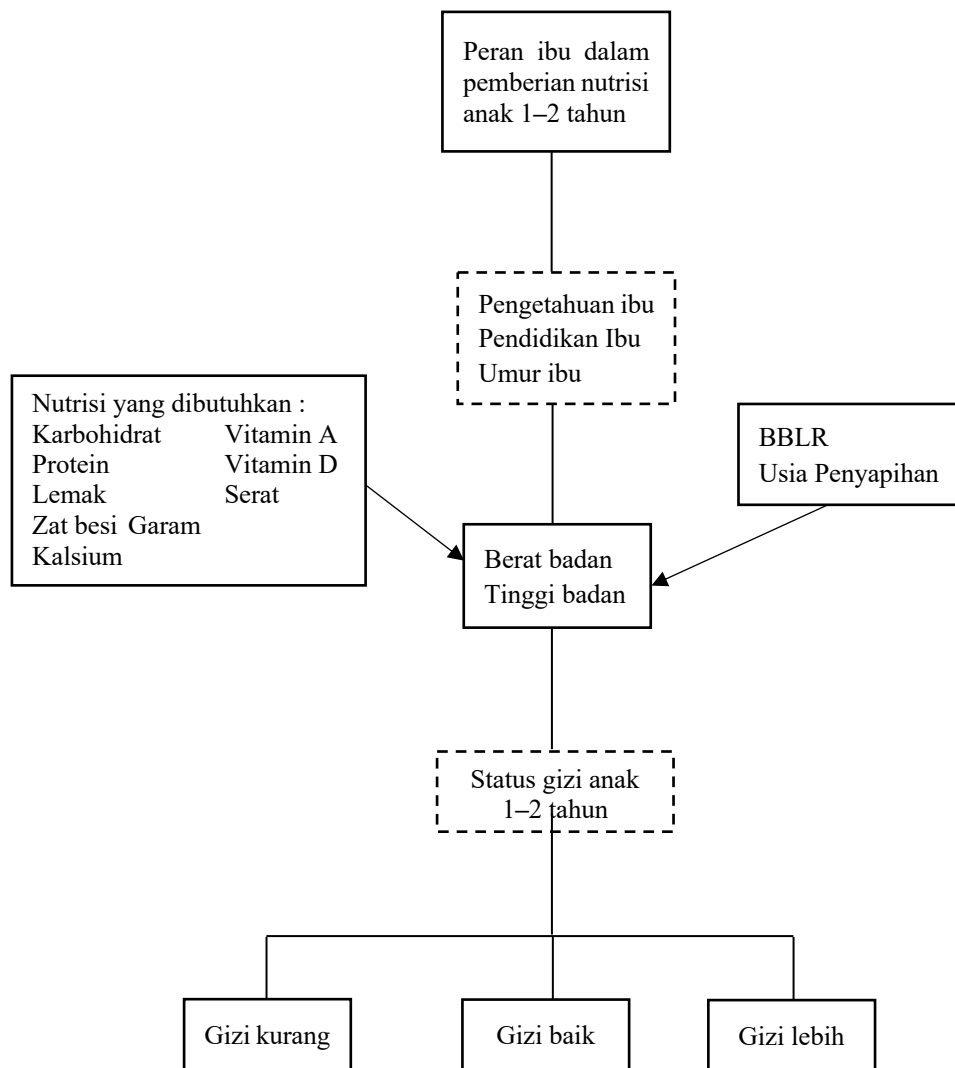 Peran ibu dalam
pemberian nutrisi
anak 1–2 tahun
Pengetahuan ibu
Pendidikan Ibu
Umur ibu
Nutrisi yang dibutuhkan :
Karbohidrat Vitamin A
Protein Vitamin D
Lemak Serat
Zat besi Garam
Kalsium
BBLR
Usia Penyapihan
Berat badan
Tinggi badan
Status gizi anak
1–2 tahun
Gizi kurang
Gizi baik
Gizi lebih